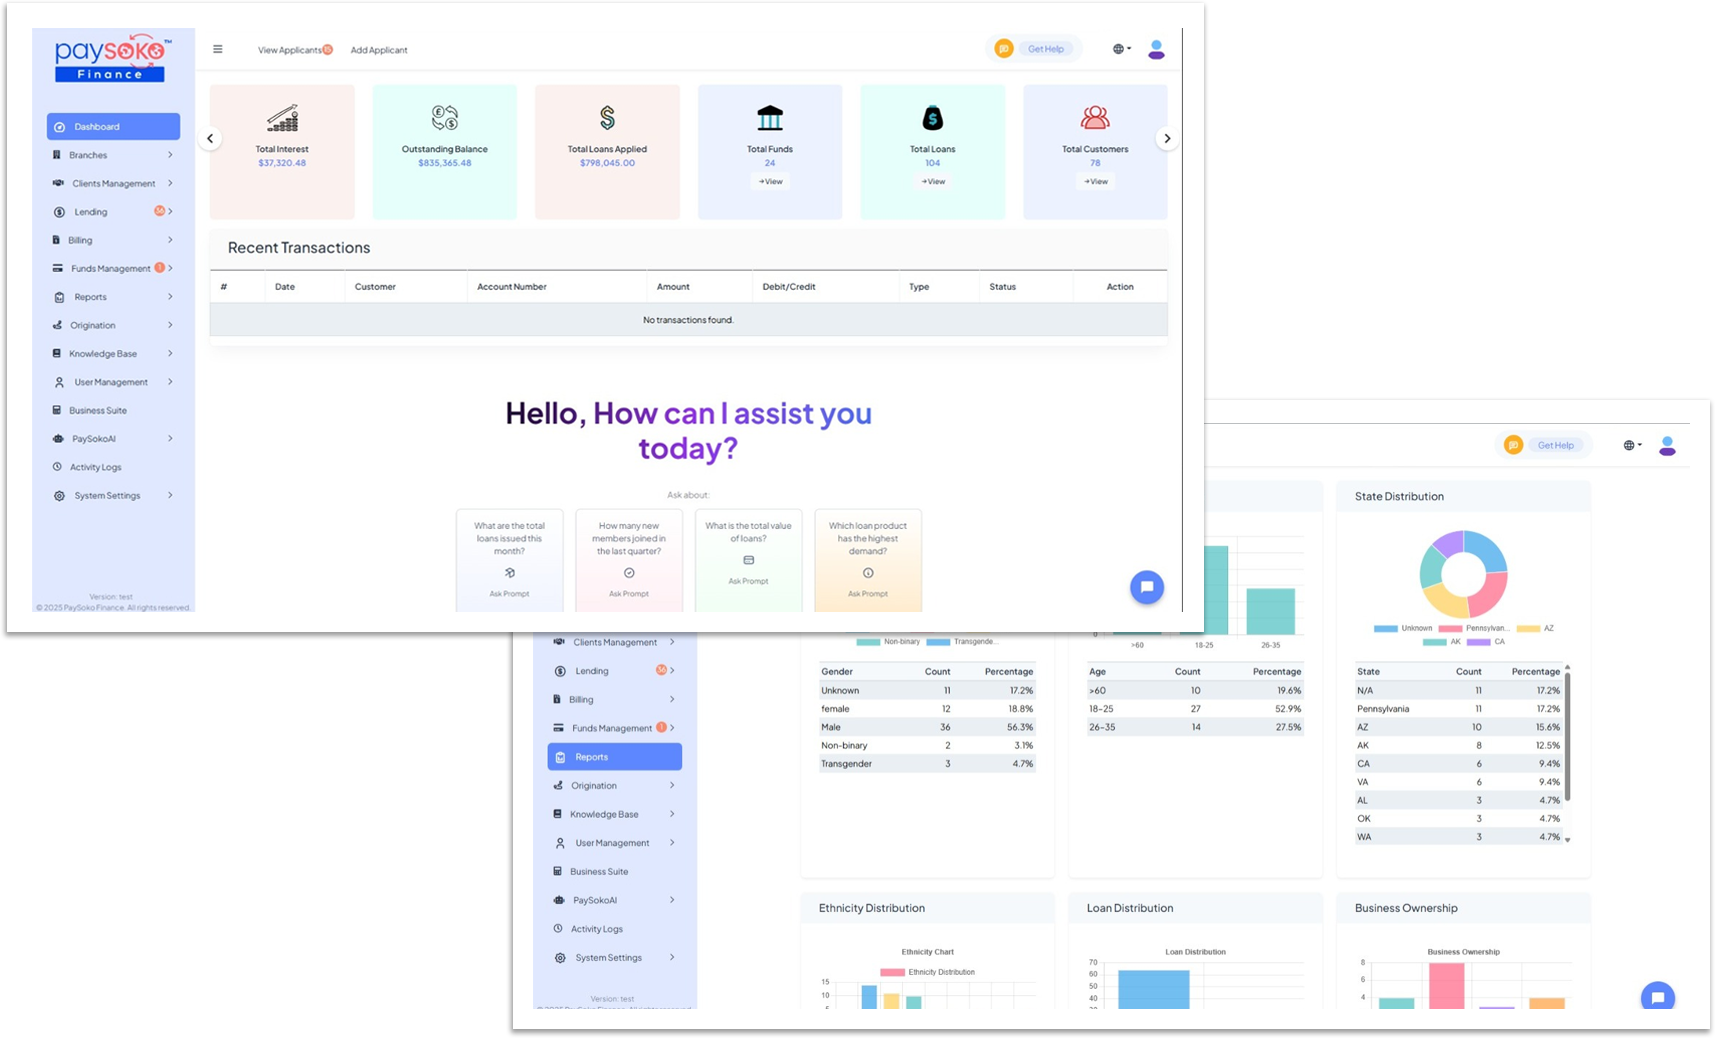 paySOKO™
Finance
View Applicants 15 Add Applicant
Get Help
Dashboard
Branches
Clients Management
Lending 36
Billing
Funds Management 1
Reports
Origination
Knowledge Base
User Management
Business Suite
PaySokoAI
Activity Logs
System Settings
Version: test
© 2025 PaySoko Finance. All rights reserved.
Total Interest
$37,320.48
Outstanding Balance
$835,365.48
Total Loans Applied
$798,045.00
Total Funds
24
→View
Total Loans
104
→View
Total Customers
78
→View
Recent Transactions
# Date Customer Account Number Amount Debit/Credit Type Status Action
No transactions found.
Hello, How can I assist you
today?
Ask about:
What are the total
loans issued this
month?
Ask Prompt
How many new
members joined in
the last quarter?
Ask Prompt
What is the total value
of loans?
Ask Prompt
Which loan product
has the highest
demand?
Ask Prompt
Get Help
Clients Management
Lending 36
Billing
Funds Management 1
Reports
Origination
Knowledge Base
User Management
Business Suite
PaySokoAI
Activity Logs
System Settings
Version: test
Non-binary Transgende...
Gender Count Percentage
Unknown 11 17.2%
female 12 18.8%
Male 36 56.3%
Non-binary 2 3.1%
Transgender 3 4.7%
0
>60 18-25 26-35
Age Count Percentage
>60 10 19.6%
18-25 27 52.9%
26-35 14 27.5%
State Distribution
Unknown Pennsylvan... AZ
AK CA
State Count Percentage
N/A 11 17.2%
Pennsylvania 11 17.2%
AZ 10 15.6%
AK 8 12.5%
CA 6 9.4%
VA 6 9.4%
AL 3 4.7%
OK 3 4.7%
WA 3 4.7%
Ethnicity Distribution
Ethnicity Chart
Ethnicity Distribution
15
10
Loan Distribution
Loan Distribution
70
60
50
40
Business Ownership
Business Ownership
8
6
4